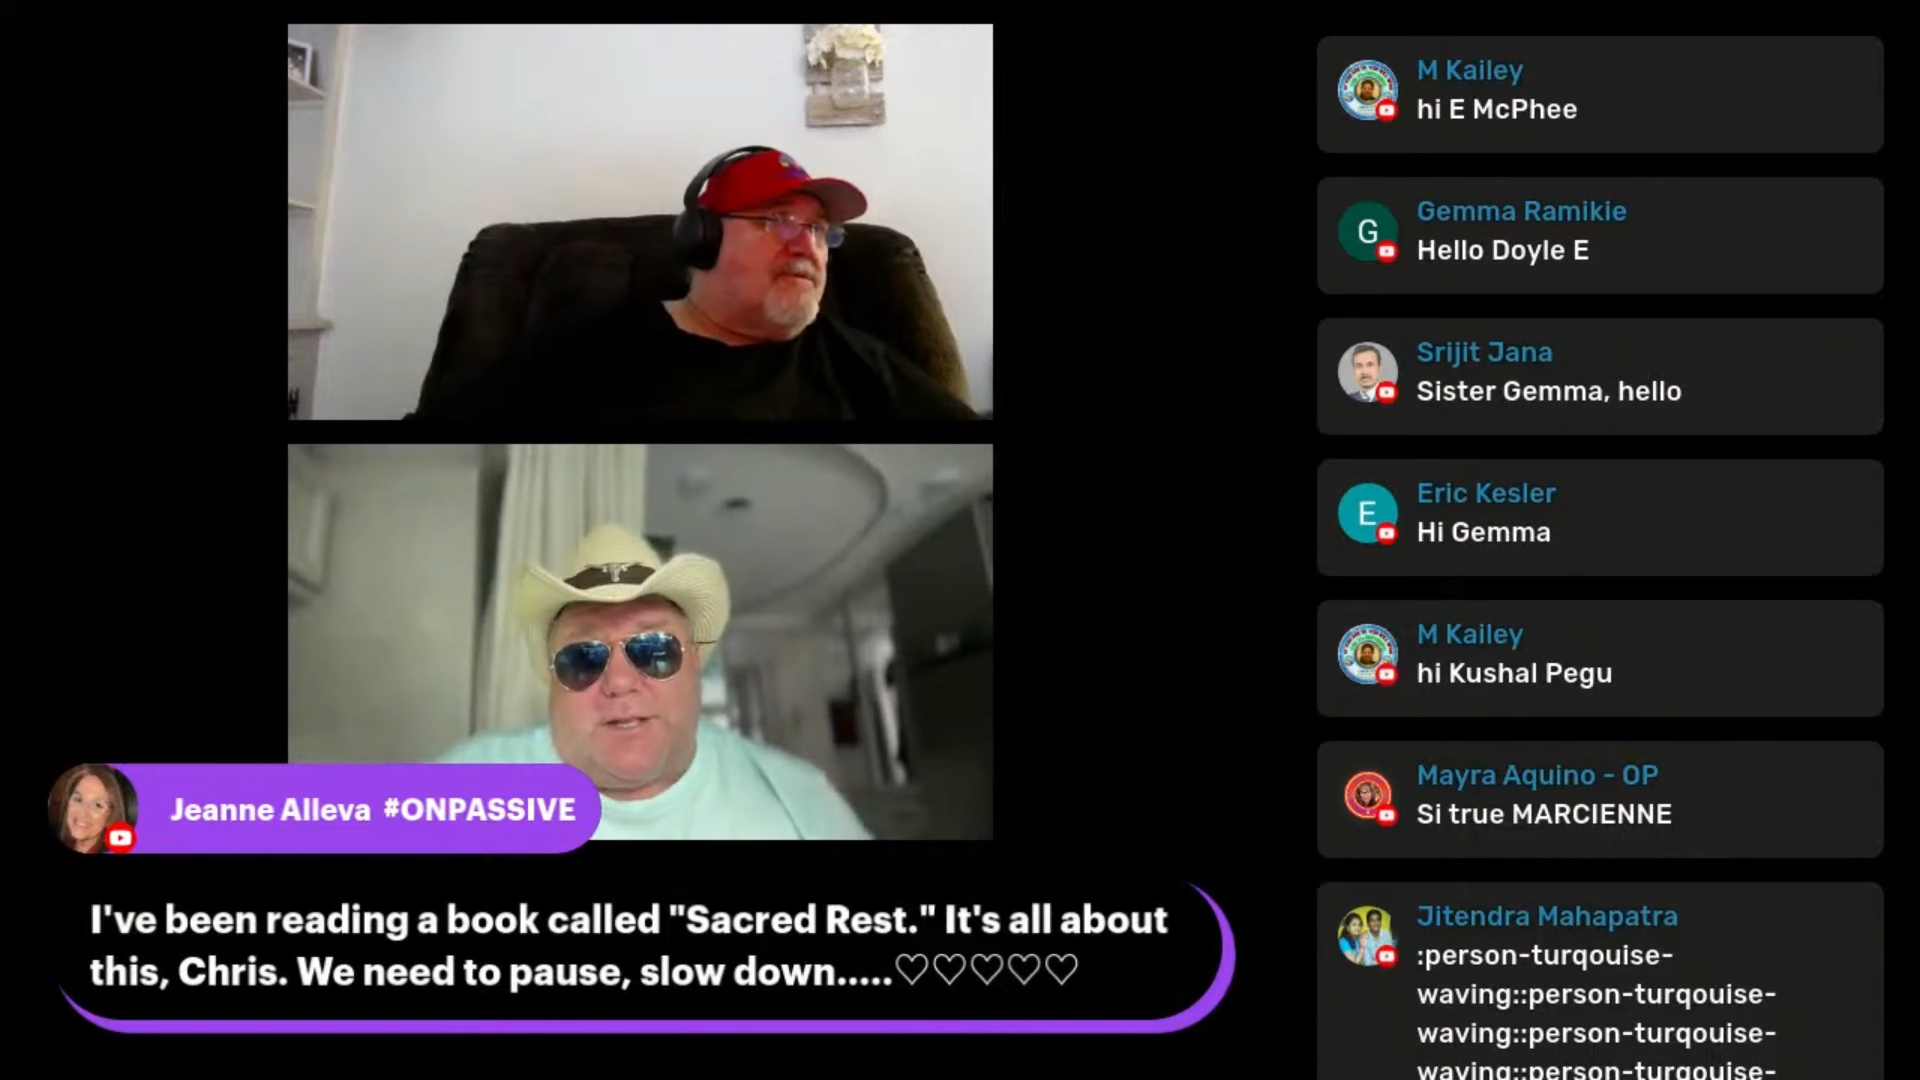 M Kailey
hi E McPhee
G
Gemma Ramikie
Hello Doyle E
Srijit Jana
Sister Gemma, hello
E
Eric Kesler
Hi Gemma
M Kailey
hi Kushal Pegu
Mayra Aquino - OP
Si true MARCIENNE
Jitendra Mahapatra
:person-turqouise-
waving::person-turqouise-
waving::person-turqouise-
waving::person-turqouise-
Jeanne Alleva #ONPASSIVE
I've been reading a book called "Sacred Rest." It's all about
this, Chris. We need to pause, slow down.....♡♡♡♡♡